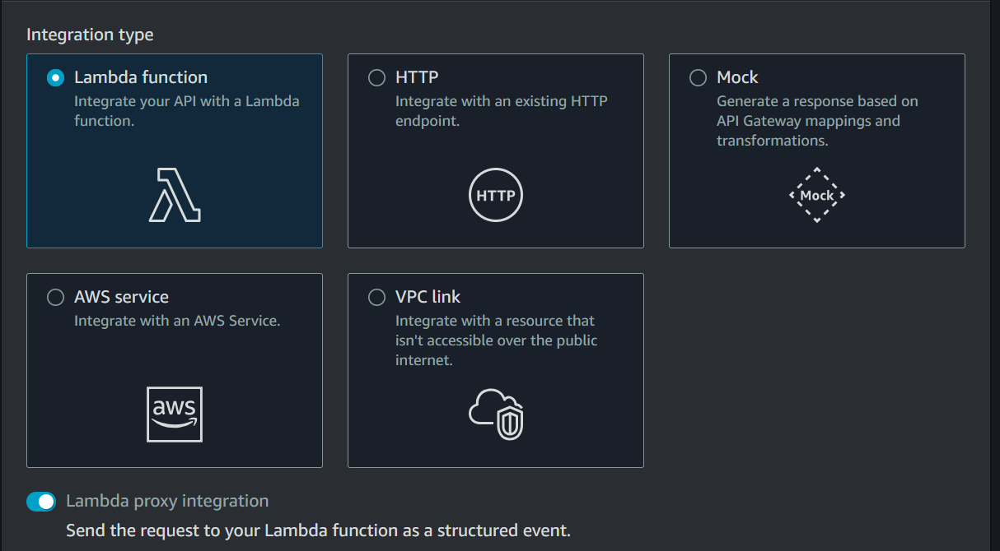 Integration type
Lambda function
Integrate your API with a Lambda
function.
HTTP
Integrate with an existing HTTP
endpoint.
HTTP
Mock
Generate a response based on
API Gateway mappings and
transformations.
Mock
AWS service
Integrate with an AWS Service.
aws
VPC link
Integrate with a resource that
isn't accessible over the public
internet.
Lambda proxy integration
Send the request to your Lambda function as a structured event.